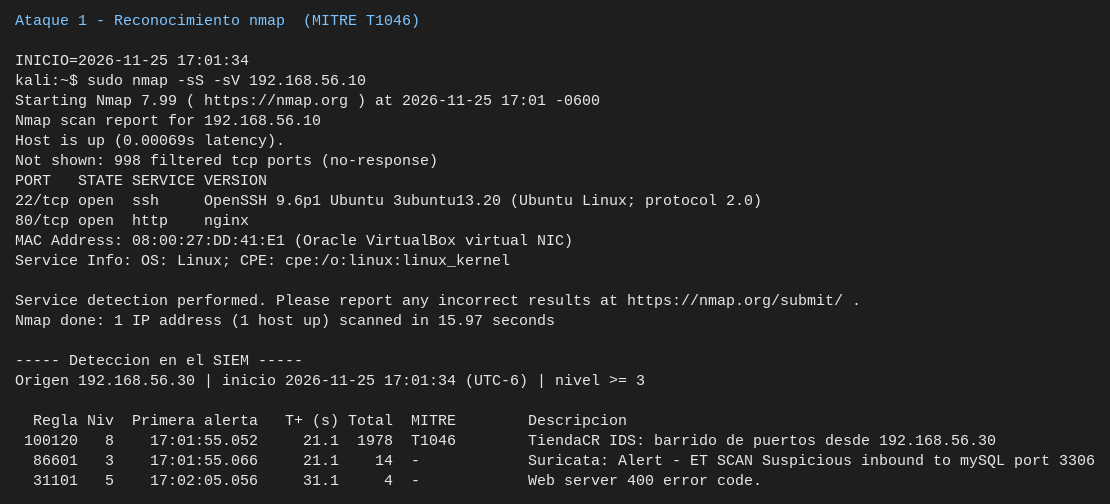 Ataque 1 - Reconocimiento nmap  (MITRE T1046)

INICIO=2026-11-25 17:01:34
kali:~$ sudo nmap -sS -sV 192.168.56.10
Starting Nmap 7.99 ( https://nmap.org ) at 2026-11-25 17:01 -0600
Nmap scan report for 192.168.56.10
Host is up (0.00069s latency).
Not shown: 998 filtered tcp ports (no-response)
PORT   STATE SERVICE VERSION
22/tcp open  ssh     OpenSSH 9.6p1 Ubuntu 3ubuntu13.20 (Ubuntu Linux; protocol 2.0)
80/tcp open  http    nginx
MAC Address: 08:00:27:DD:41:E1 (Oracle VirtualBox virtual NIC)
Service Info: OS: Linux; CPE: cpe:/o:linux:linux_kernel

Service detection performed. Please report any incorrect results at https://nmap.org/submit/ .
Nmap done: 1 IP address (1 host up) scanned in 15.97 seconds

----- Deteccion en el SIEM -----
Origen 192.168.56.30 | inicio 2026-11-25 17:01:34 (UTC-6) | nivel >= 3

  Regla Niv  Primera alerta   T+ (s) Total  MITRE        Descripcion
 100120   8    17:01:55.052     21.1  1978  T1046        TiendaCR IDS: barrido de puertos desde 192.168.56.30
  86601   3    17:01:55.066     21.1    14  -            Suricata: Alert - ET SCAN Suspicious inbound to mySQL port 3306
  31101   5    17:02:05.056     31.1     4  -            Web server 400 error code.